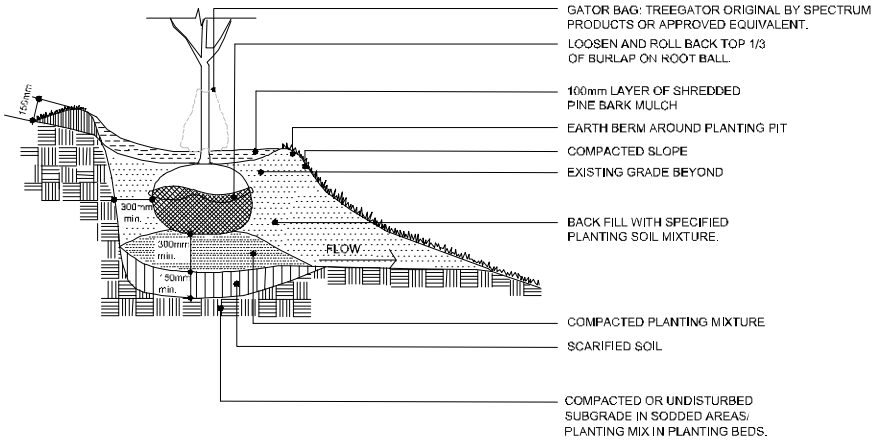 GATOR BAG: TREEGATOR ORIGINAL BY SPECTRUM
PRODUCTS OR APPROVED EQUIVALENT.
LOOSEN AND ROLL BACK TOP 1/3
OF BURLAP ON ROOT BALL.
100mm LAYER OF SHREDDED
PINE BARK MULCH
EARTH BERM AROUND PLANTING PIT
COMPACTED SLOPE
EXISTING GRADE BEYOND
BACK FILL WITH SPECIFIED
PLANTING SOIL MIXTURE.
COMPACTED PLANTING MIXTURE
SCARIFIED SOIL
COMPACTED OR UNDISTURBED
SUBGRADE IN SODDED AREAS/
PLANTING MIX IN PLANTING BEDS.
150mm
300mm
min.
300mm
min.
150mm
min.
FLOW